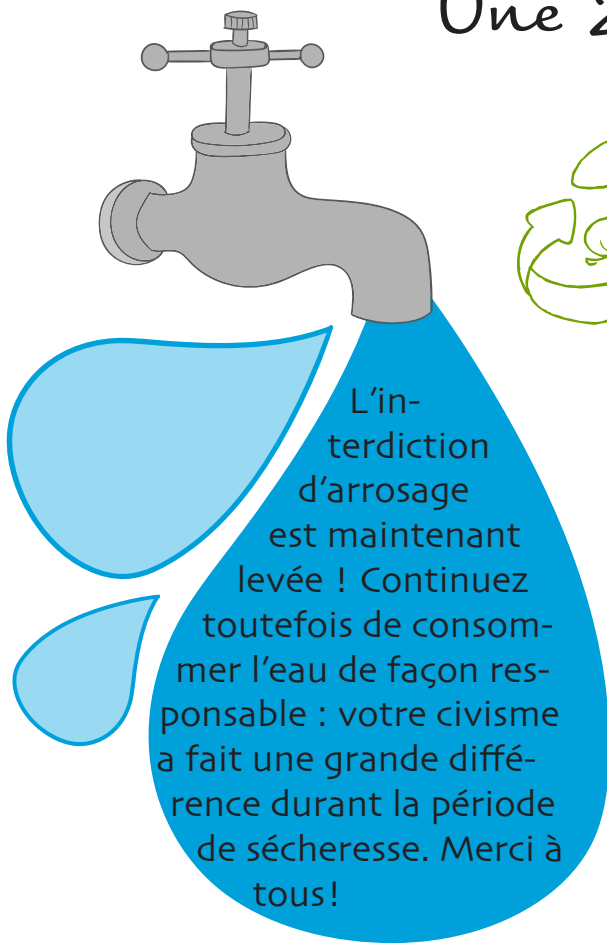 Une
L'in-
terdiction
d'arrosage
est maintenant
levée ! Continuez
toutefois de consom-
mer l'eau de façon res-
ponsable : votre civisme
a fait une grande diffé-
rence durant la période
de sécheresse. Merci à
tous!